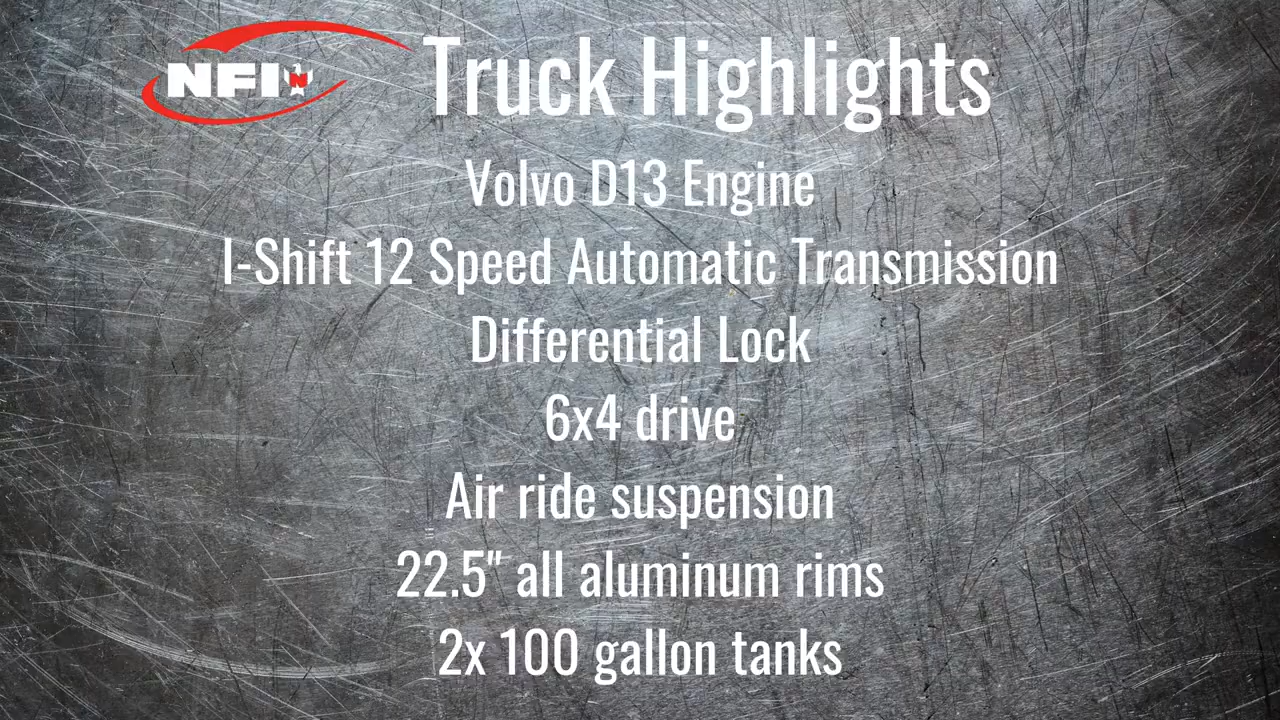 NFI N Truck Highlights
Volvo D13 Engine
I-Shift 12 Speed Automatic Transmission
Differential Lock
6x4 drive
Air ride suspension
22.5" all aluminum rims
2x 100 gallon tanks